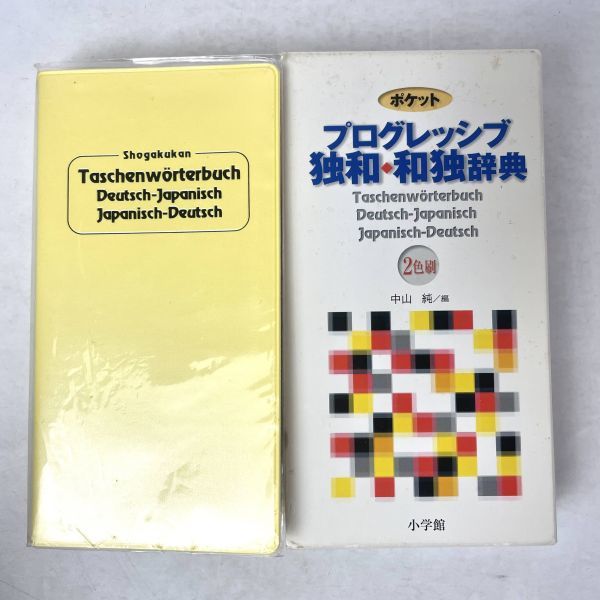 Shogakukan
Taschenwörterbuch
Deutsch-Japanisch
Japanisch-Deutsch
ポケット
プログレッシブ
独和・和独辞典
Taschenwörterbuch
Deutsch-Japanisch
Japanisch-Deutsch
2色刷
中山 純/編
小学館